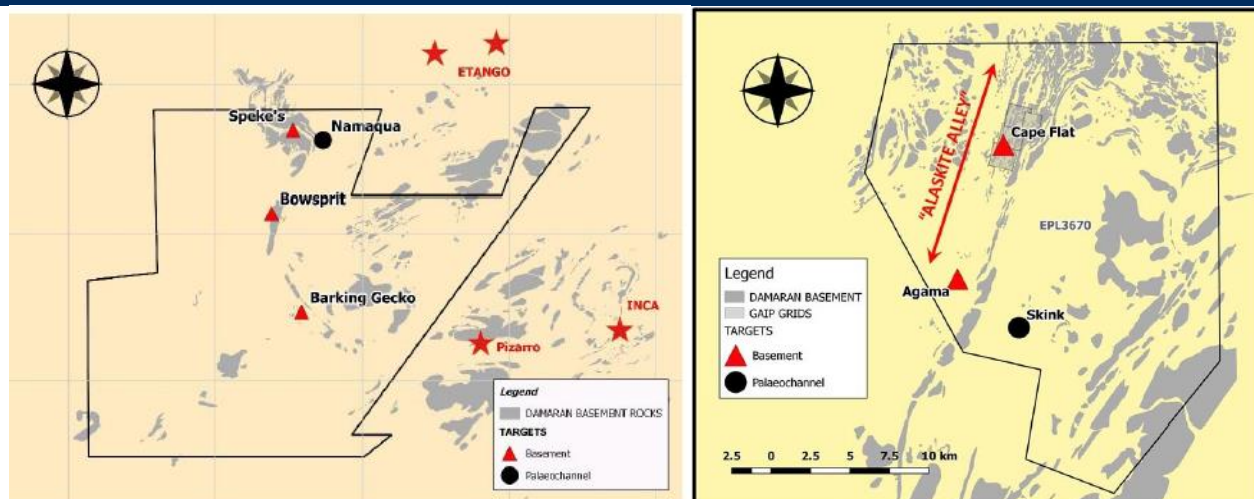 ETANGO
Speke's
Namaqua
Bowsprit
Barking Gecko
INCA
Pizarro
Legend
DAMARAN BASEMENT ROCKS
TARGETS
Basement
Palaeochannel
"ALASKITE ALLEY"
Cape Flat
EPL3670
Agama
Skink
Legend
DAMARAN BASEMENT
GAIP GRIDS
TARGETS
Basement
Palaeochannel
2.5 0 2.5 5 7.5 10 km